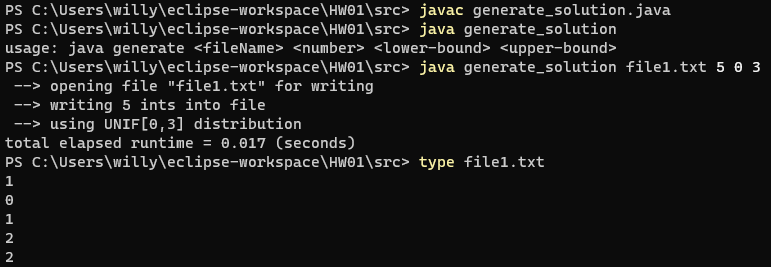 PS C:\Users\willy\eclipse-workspace\HW01\src> javac generate_solution.java
PS C:\Users\willy\eclipse-workspace\HW01\src> java generate_solution
usage: java generate <fileName> <number> <lower-bound> <upper-bound>
PS C:\Users\willy\eclipse-workspace\HW01\src> java generate_solution file1.txt 5 0 3
 --> opening file "file1.txt" for writing
 --> writing 5 ints into file
 --> using UNIF[0,3] distribution
total elapsed runtime = 0.017 (seconds)
PS C:\Users\willy\eclipse-workspace\HW01\src> type file1.txt
1
0
1
2
2